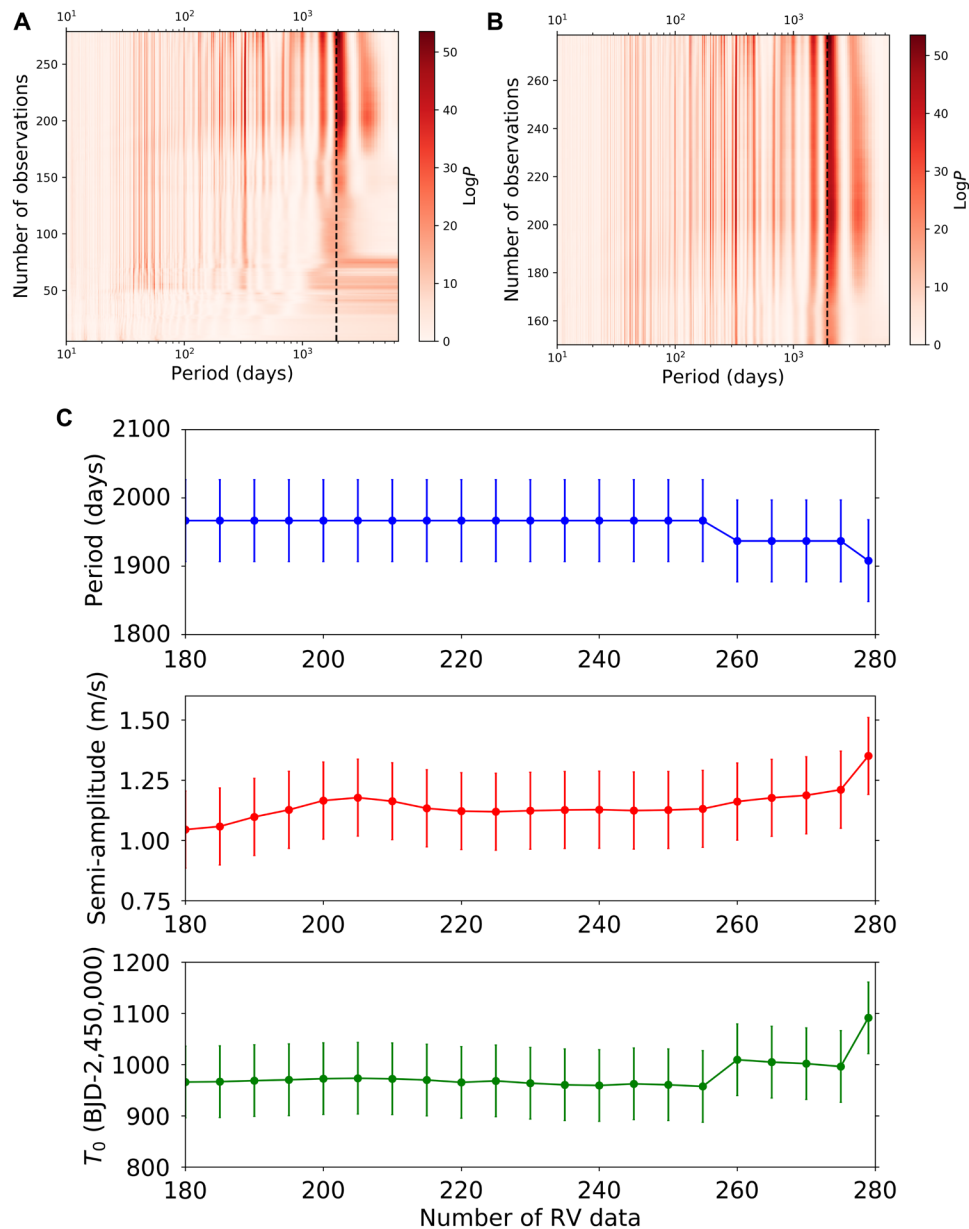 A
B
10¹ 10² 10³
10¹ 10² 10³
Number of observations
250
200
150
100
50
50
40
30
20
10
0
LogP
10¹ 10² 10³
Period (days)
Number of observations
260
240
220
200
180
160
50
40
30
20
10
0
LogP
10¹ 10² 10³
Period (days)
C
Period (days)
2100
2000
1900
1800
180 200 220 240 260 280
Semi-amplitude (m/s)
1.50
1.25
1.00
0.75
180 200 220 240 260 280
T₀ (BJD-2,450,000)
1200
1100
1000
900
800
180 200 220 240 260 280
Number of RV data